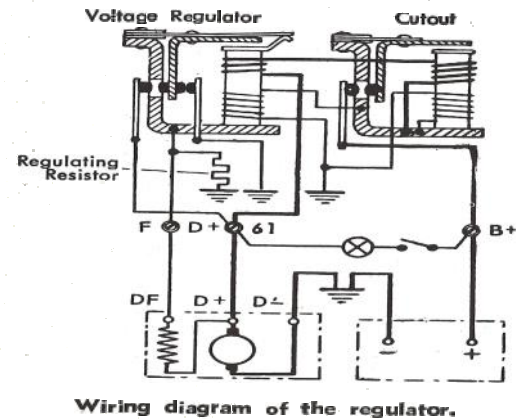 Voltage Regulator
Cutout
Regulating
Resistor
F D+ 61
B+
DF D+ D-
- +
Wiring diagram of the regulator.